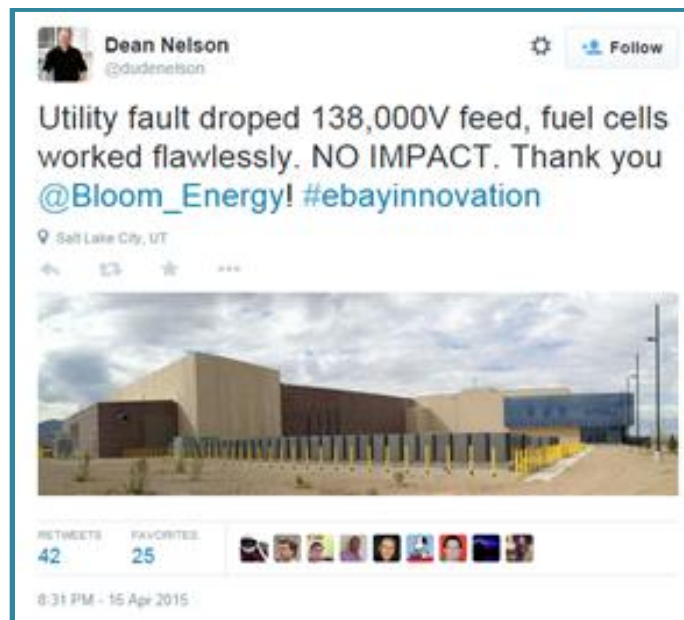 Dean Nelson
@dudenelson
Follow
Utility fault droped 138,000V feed, fuel cells
worked flawlessly. NO IMPACT. Thank you
@Bloom_Energy! #ebayinnovation
Salt Lake City, UT
RETWEETS FAVORITES
42 25
8:31 PM - 16 Apr 2015